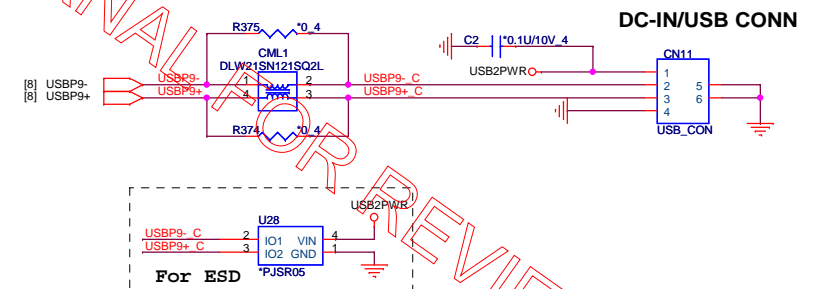 DC-IN/USB CONN
R375
*0_4
C2
*0.1U/10V_4
CML1
DLW21SN121SQ2L
CN11
USB2PWR
[8] USBP9-
USBP9-
1
2
USBP9-_C
[8] USBP9+
USBP9+
4
3
USBP9+_C
1
2
3
4
5
6
USB_CON
R374
*0_4
USB2PWR
U28
USBP9-_C
2
IO1
VIN
4
USBP9+_C
3
IO2
GND
1
*PJSR05
For ESD
NAL FOR REVIE